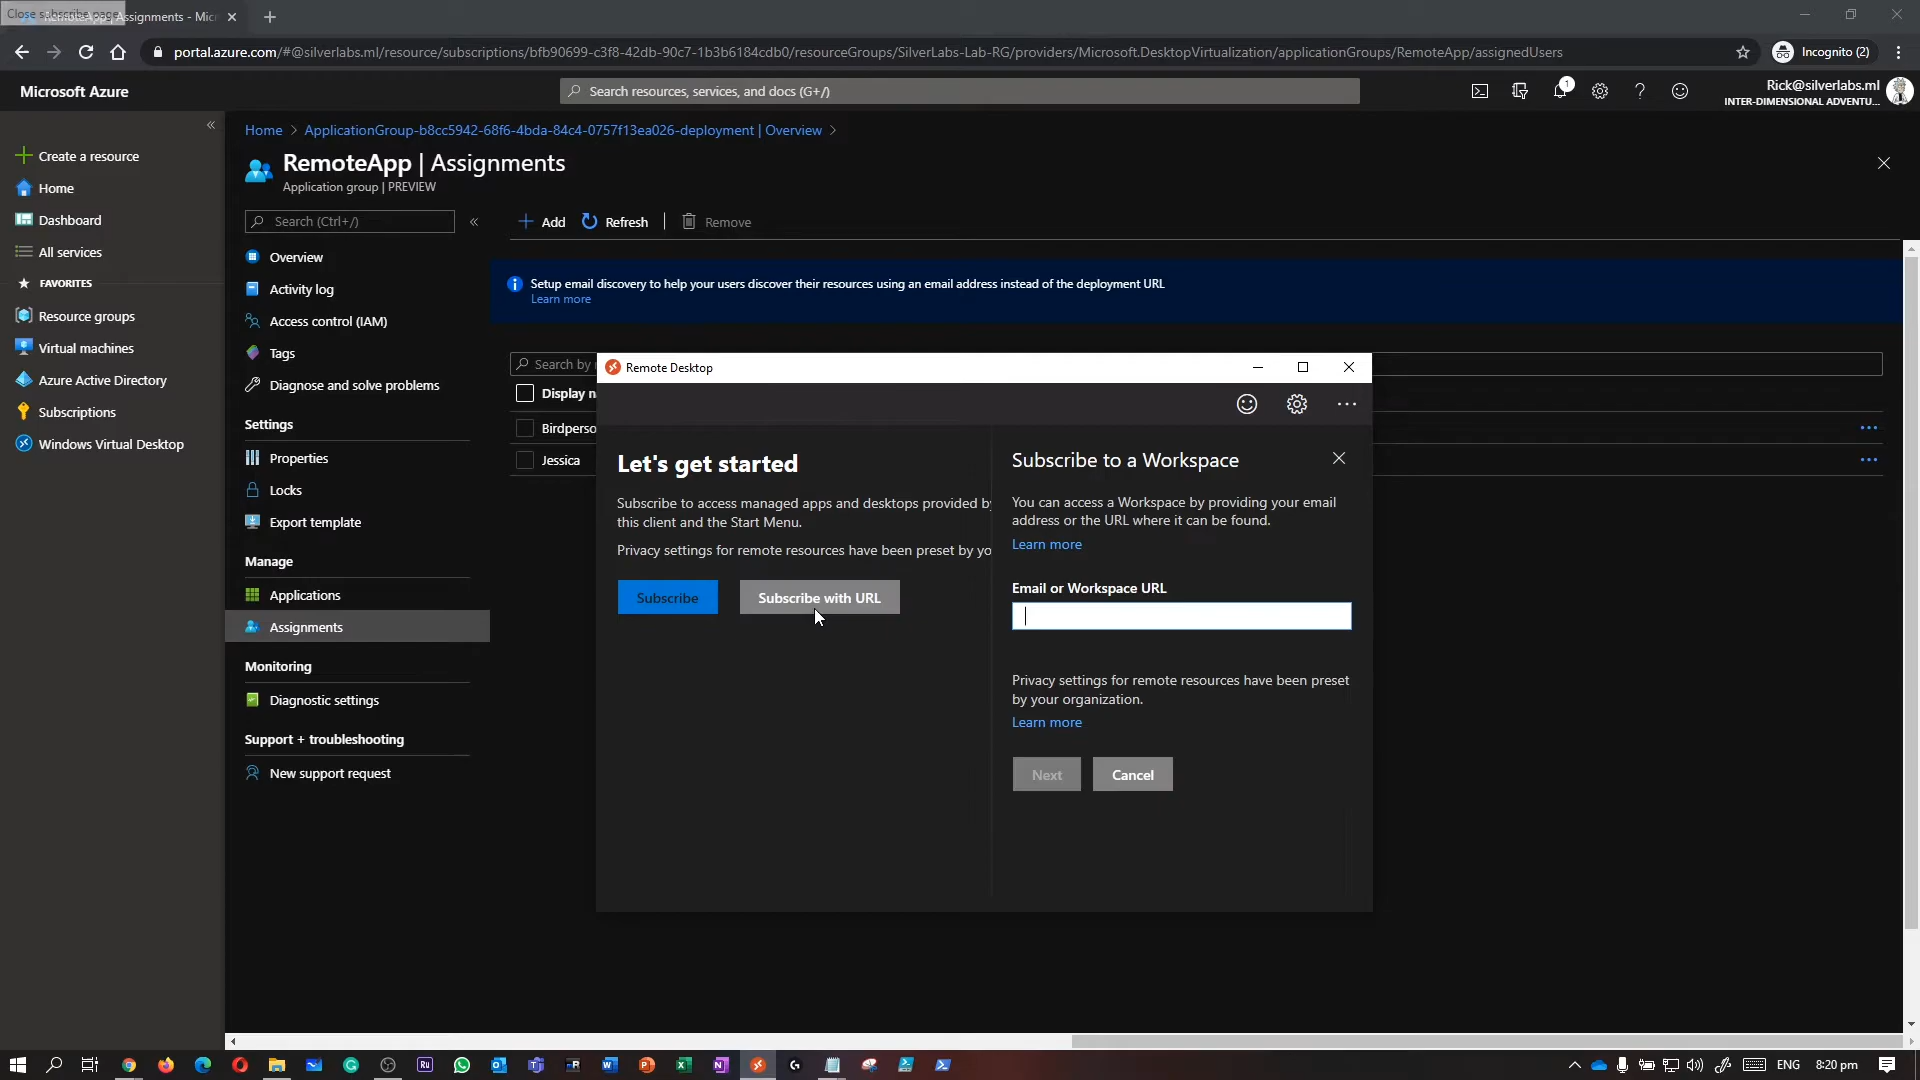 Close subscribe page
Assignments - Mic
portal.azure.com/#@silverlabs.ml/resource/subscriptions/bfb90699-c3f8-42db-90c7-1b3b6184cdb0/resourceGroups/SilverLabs-Lab-RG/providers/Microsoft.DesktopVirtualization/applicationGroups/RemoteApp/assignedUsers
Incognito (2)
Microsoft Azure
Search resources, services, and docs (G+/)
1
Rick@silverlabs.ml
INTER-DIMENSIONAL ADVENTU...
Create a resource
Home
Dashboard
All services
FAVORITES
Resource groups
Virtual machines
Azure Active Directory
Subscriptions
Windows Virtual Desktop
Home > ApplicationGroup-b8cc5942-68f6-4bda-84c4-0757f13ea026-deployment | Overview >
RemoteApp | Assignments
Application group | PREVIEW
Search (Ctrl+/)
Overview
Activity log
Access control (IAM)
Tags
Diagnose and solve problems
Settings
Properties
Locks
Export template
Manage
Applications
Assignments
Monitoring
Diagnostic settings
Support + troubleshooting
New support request
Add
Refresh
Remove
Setup email discovery to help your users discover their resources using an email address instead of the deployment URL
Learn more
Search by
Display n
Birdperso
Jessica
Remote Desktop
Let's get started
Subscribe to access managed apps and desktops provided by
this client and the Start Menu.
Privacy settings for remote resources have been preset by yo
Subscribe
Subscribe with URL
Subscribe to a Workspace
You can access a Workspace by providing your email
address or the URL where it can be found.
Learn more
Email or Workspace URL
Privacy settings for remote resources have been preset
by your organization.
Learn more
Next
Cancel
ENG
8:20 pm